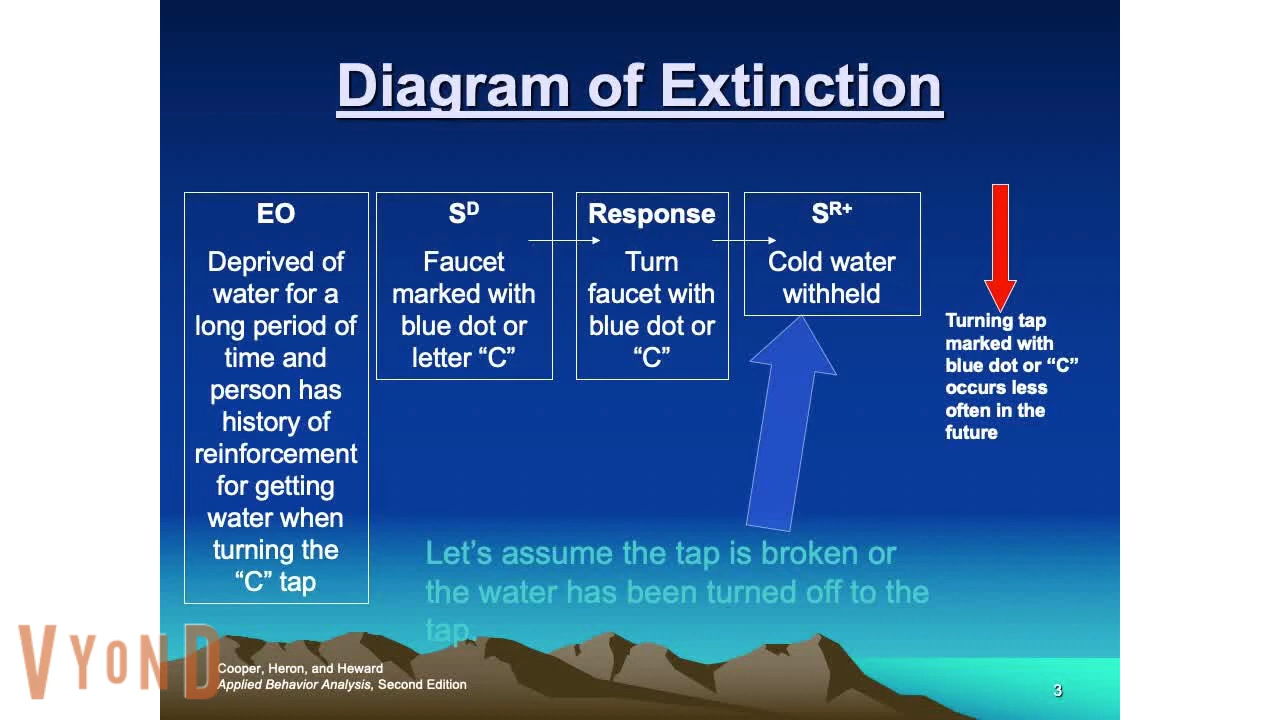 Diagram of Extinction
EO
Deprived of
water for a
long period of
time and
person has
history of
reinforcement
for getting
water when
turning the
“C” tap
SD
Faucet
marked with
blue dot or
letter “C”
Response
Turn
faucet with
blue dot or
“C”
SR+
Cold water
withheld
Turning tap
marked with
blue dot or “C”
occurs less
often in the
future
Let’s assume the tap is broken or
the water has been turned off to the
tap.
VYOND
Cooper, Heron, and Heward
Applied Behavior Analysis, Second Edition
3